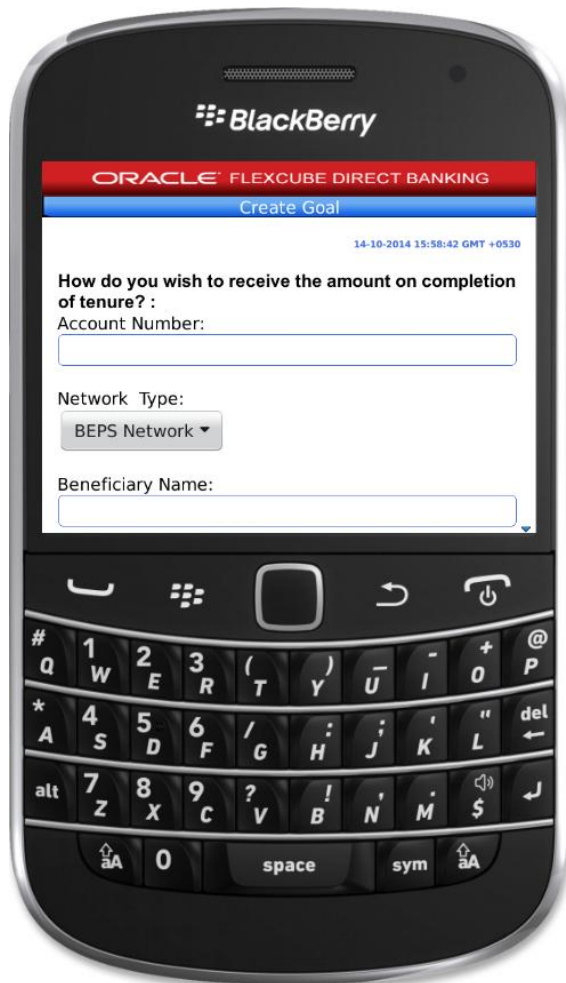 BlackBerry
ORACLE FLEXCUBE DIRECT BANKING
Create Goal
14-10-2014 15:58:42 GMT +0530
How do you wish to receive the amount on completion
of tenure? :
Account Number:
Network Type:
BEPS Network
Beneficiary Name:
# Q 1 W 2 E 3 R ( T ) Y _ U - I + O @ P
* A 4 S 5 D 6 F / G : H ; J ' K " L del
alt 7 Z 8 X 9 C ? V ! B , N . M $
aA 0 space sym aA